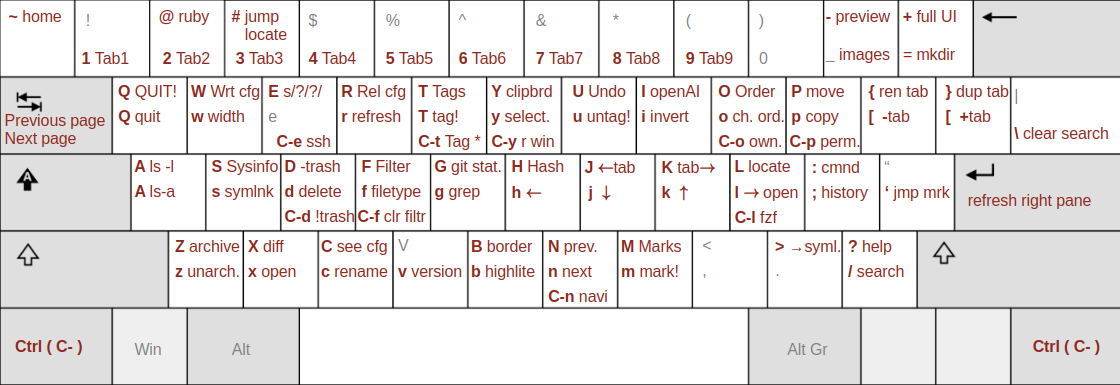 ~ home
!
1 Tab1
@ ruby
2 Tab2
# jump
locate
3 Tab3
$
4 Tab4
%
5 Tab5
^
6 Tab6
&
7 Tab7
*
8 Tab8
(
9 Tab9
)
0
- preview
_ images
+ full UI
= mkdir
Previous page
Next page
Q QUIT!
Q quit
W Wrt cfg
w width
E s/?/?/
e
C-e ssh
R Rel cfg
r refresh
T Tags
T tag!
C-t Tag *
Y clipbrd
y select.
C-y r win
U Undo
u untag!
I openAI
i invert
O Order
o ch. ord.
C-o own.
P move
p copy
C-p perm.
{ ren tab
[ -tab
} dup tab
[ +tab
|
\ clear search
A
A ls -l
A ls-a
S Sysinfo
s symlnk
D -trash
d delete
C-d !trash
F Filter
f filetype
C-f clr filtr
G git stat.
g grep
H Hash
h ←
J ←tab
j ↓
K tab→
k ↑
L locate
l → open
C-l fzf
: cmnd
; history
“
‘ jmp mrk
refresh right pane
Z archive
z unarch.
X diff
x open
C see cfg
c rename
V
v version
B border
b highlite
N prev.
n next
C-n navi
M Marks
m mark!
<
,
> →syml.
.
? help
/ search
Ctrl ( C- )
Win
Alt
Alt Gr
Ctrl ( C- )